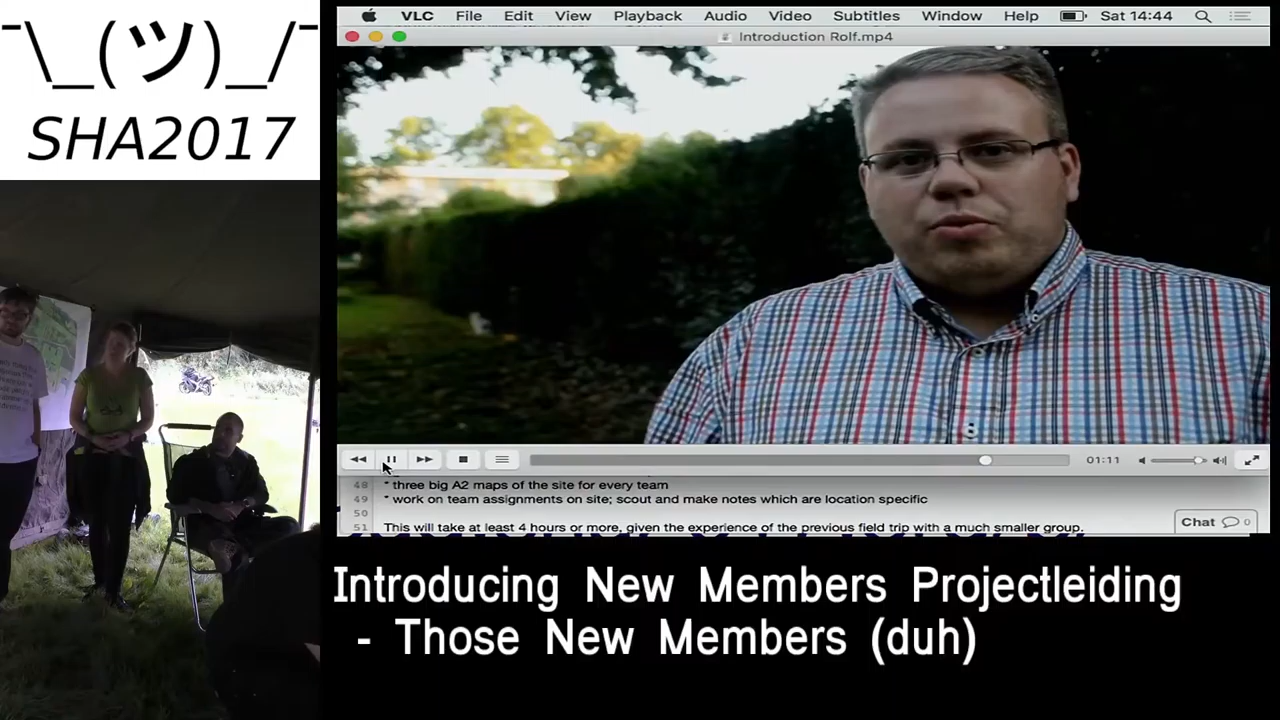 ¯\_(ツ)_/¯
SHA2017
VLC File Edit View Playback Audio Video Subtitles Window Help Sat 14:44
Introduction Rolf.mp4
01:11
48 * three big A2 maps of the site for every team
49 * work on team assignments on site; scout and make notes which are location specific
50
51 This will take at least 4 hours or more, given the experience of the previous field trip with a much smaller group.
Chat 0
Introducing New Members Projectleiding
- Those New Members (duh)